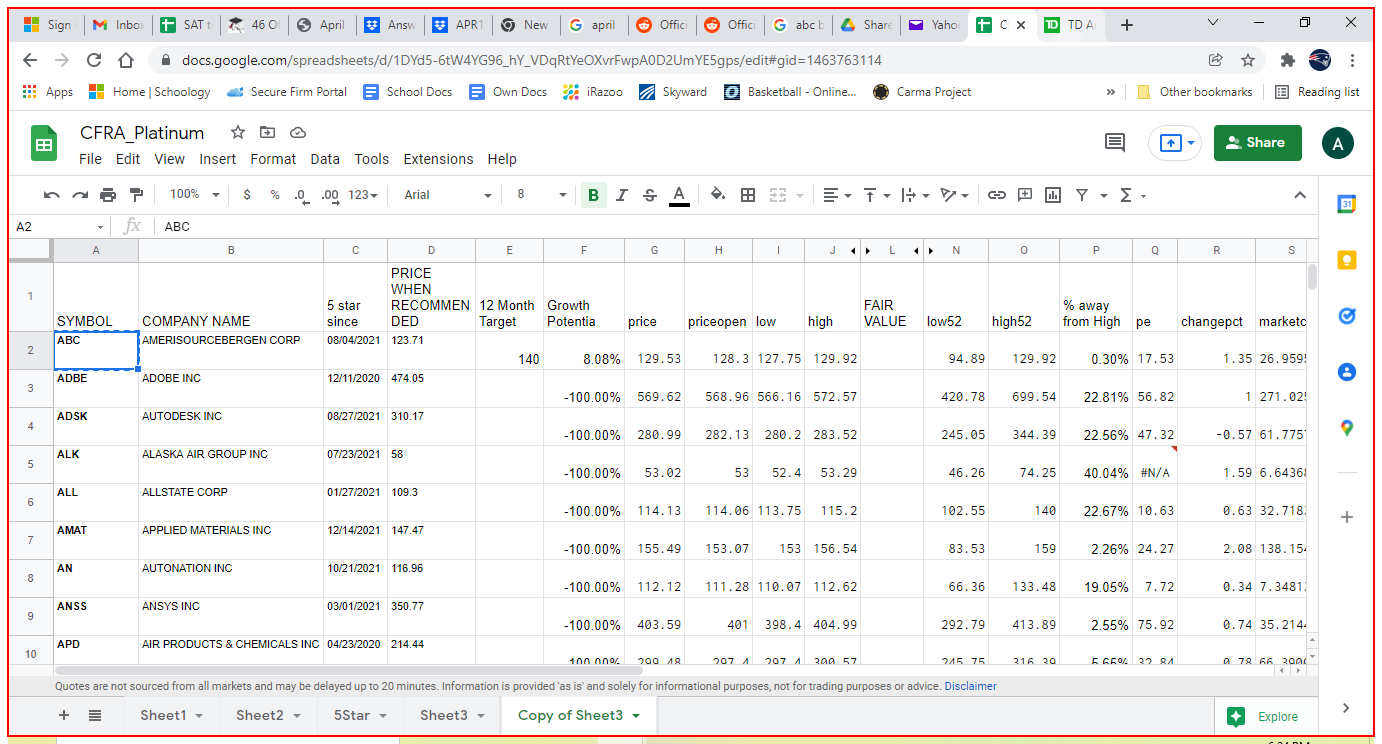 Sign
Inbox
SAT t
46 O
April
Answ
APR1
New
april
Offici
Offic
abc b
Share
Yahoo
C
TD A
docs.google.com/spreadsheets/d/1DYd5-6tW4YG96_hY_VDqRtYeOXvrFwpA0D2UmYE5gps/edit#gid=1463763114
Apps Home | Schoology Secure Firm Portal School Docs Own Docs iRazoo Skyward Basketball - Online... Carma Project » Other bookmarks Reading list
CFRA_Platinum
File Edit View Insert Format Data Tools Extensions Help
Share
A
100% $ % .0 .00 123 Arial 8 B I S A
A2 fx ABC
A B C D E F G H I J L N O P Q R S
1 SYMBOL COMPANY NAME 5 star since PRICE WHEN RECOMMENDED 12 Month Target Growth Potentia price priceopen low high FAIR VALUE low52 high52 % away from High pe changepct marketc
2 ABC AMERISOURCEBERGEN CORP 08/04/2021 123.71 140 8.08% 129.53 128.3 127.75 129.92 94.89 129.92 0.30% 17.53 1.35 26.9595
3 ADBE ADOBE INC 12/11/2020 474.05 -100.00% 569.62 568.96 566.16 572.57 420.78 699.54 22.81% 56.82 1 271.025
4 ADSK AUTODESK INC 08/27/2021 310.17 -100.00% 280.99 282.13 280.2 283.52 245.05 344.39 22.56% 47.32 -0.57 61.775
5 ALK ALASKA AIR GROUP INC 07/23/2021 58 -100.00% 53.02 53 52.4 53.29 46.26 74.25 40.04% #N/A 1.59 6.6436
6 ALL ALLSTATE CORP 01/27/2021 109.3 -100.00% 114.13 114.06 113.75 115.2 102.55 140 22.67% 10.63 0.63 32.718
7 AMAT APPLIED MATERIALS INC 12/14/2021 147.47 -100.00% 155.49 153.07 153 156.54 83.53 159 2.26% 24.27 2.08 138.154
8 AN AUTONATION INC 10/21/2021 116.96 -100.00% 112.12 111.28 110.07 112.62 66.36 133.48 19.05% 7.72 0.34 7.3481
9 ANSS ANSYS INC 03/01/2021 350.77 -100.00% 403.59 401 398.4 404.99 292.79 413.89 2.55% 75.92 0.74 35.2144
10 APD AIR PRODUCTS & CHEMICALS INC 04/23/2020 214.44 -100.00% 299.48 297.4 297.4 300.57 245.75 316.39 5.65% 32.84 0.78 66.390
Quotes are not sourced from all markets and may be delayed up to 20 minutes. Information is provided 'as is' and solely for informational purposes, not for trading purposes or advice. Disclaimer
Sheet1 Sheet2 5Star Sheet3 Copy of Sheet3 Explore